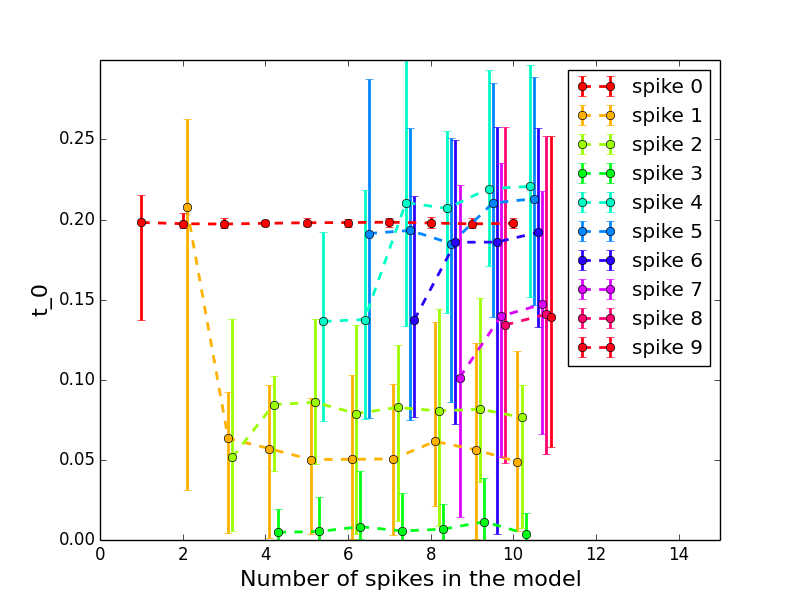 0.25
0.20
0.15
0.10
0.05
0.00
t_0
0 2 4 6 8 10 12 14
Number of spikes in the model
spike 0
spike 1
spike 2
spike 3
spike 4
spike 5
spike 6
spike 7
spike 8
spike 9